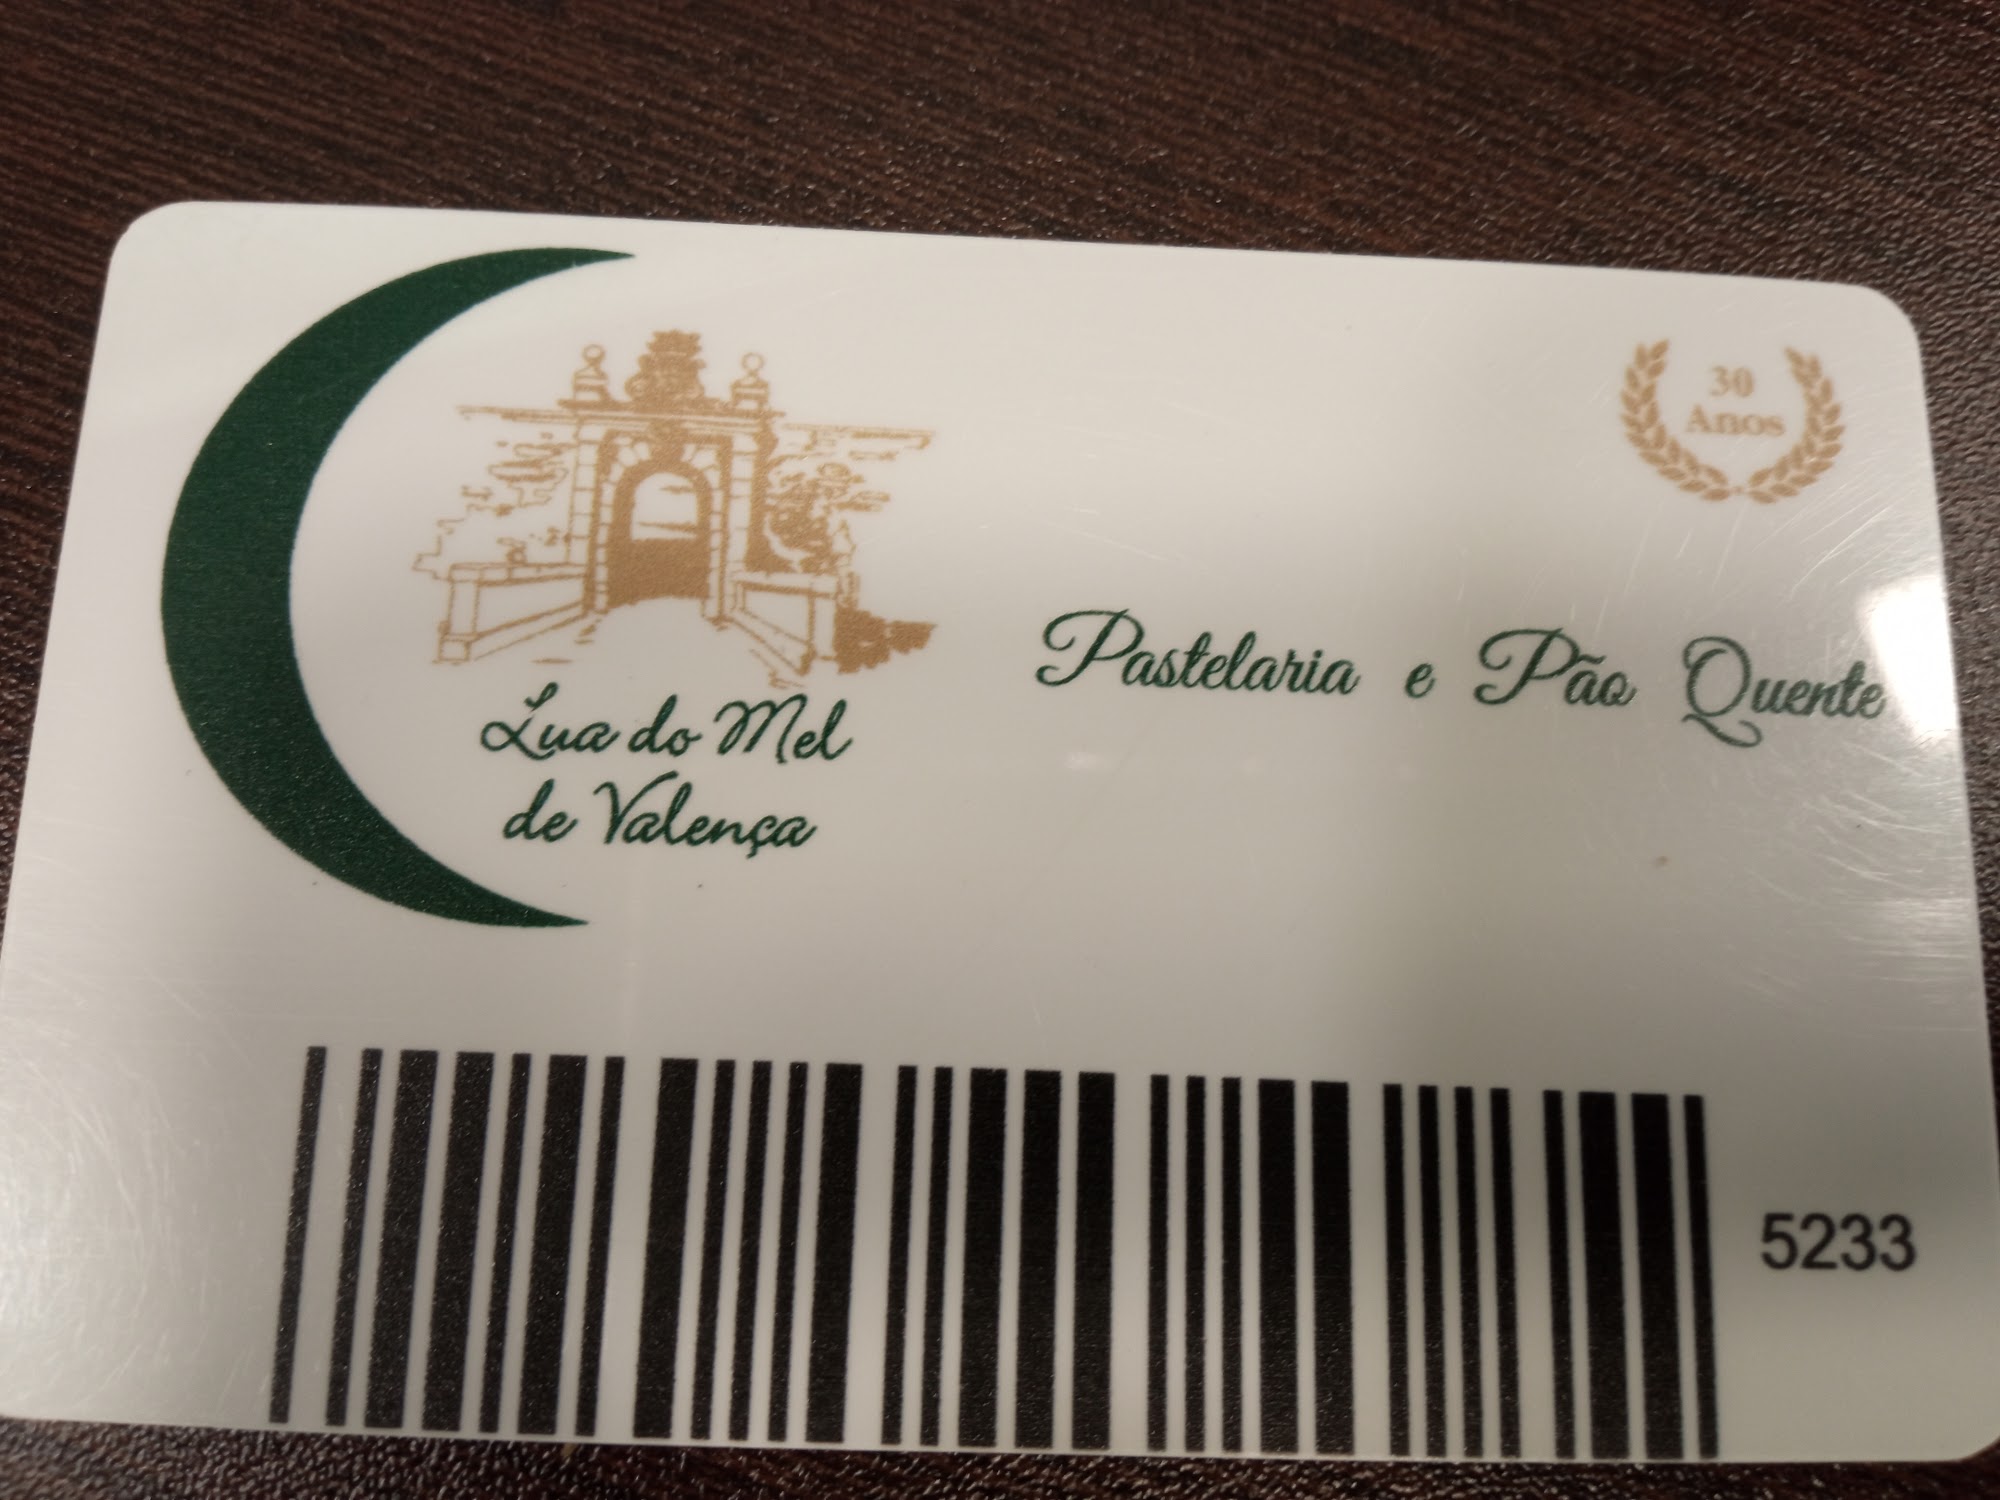 30
Anos
Pastelaria e Pão Quente
Lua do Mel
de Valença
5233